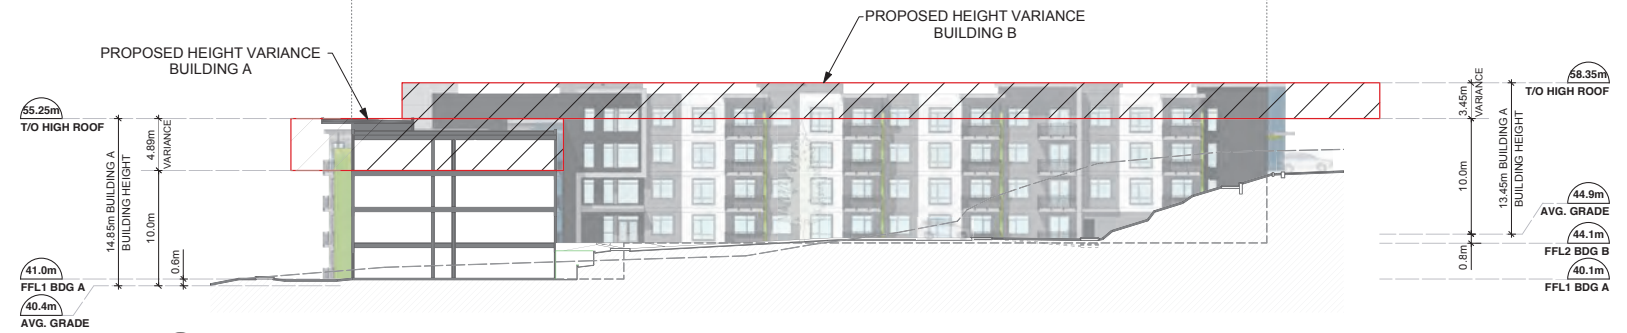 PROPOSED HEIGHT VARIANCE
BUILDING B
PROPOSED HEIGHT VARIANCE
BUILDING A
55.25m
T/O HIGH ROOF
14.85m BUILDING A
BUILDING HEIGHT
4.89m
VARIANCE
10.0m
0.6m
41.0m
FFL1 BDG A
40.4m
AVG. GRADE
58.35m
T/O HIGH ROOF
3.45m
VARIANCE
10.0m
13.45m BUILDING A
BUILDING HEIGHT
0.8m
44.9m
AVG. GRADE
44.1m
FFL2 BDG B
40.1m
FFL1 BDG A